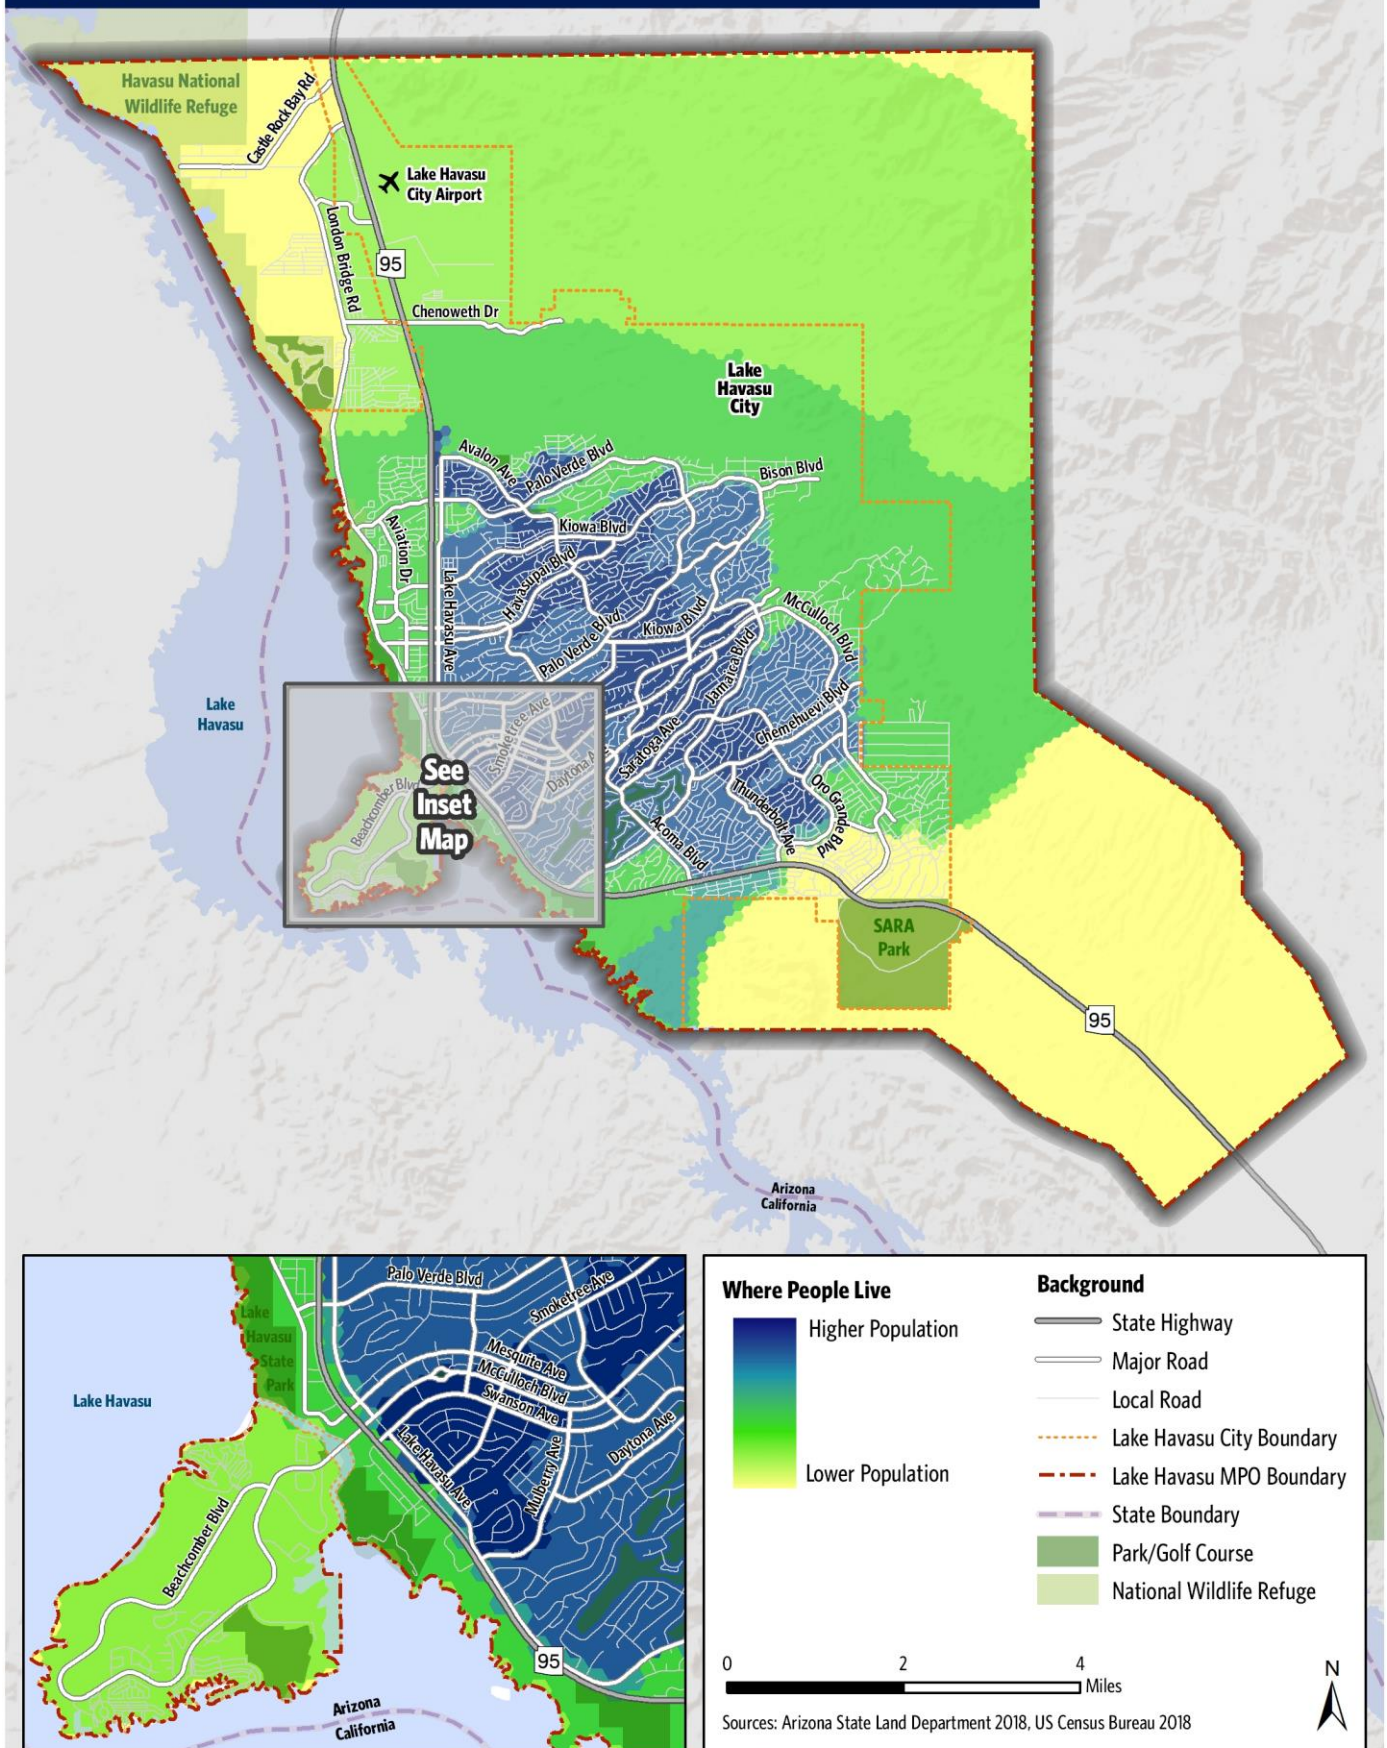 Havasu National
Wildlife Refuge
Castle Rock Bay Rd
Lake Havasu
City Airport
London Bridge Rd
95
Chenoweth Dr
Lake
Havasu
City
Avalon Ave
Palo Verde Blvd
Bison Blvd
Kiowa Blvd
Aviation Dr
Havasupai Blvd
Lake Havasu Ave
McCulloch Blvd
Kiowa Blvd
Palo Verde Blvd
Jamaica Blvd
Lake
Havasu
Chemehuevi Blvd
Smoketree Ave
Saratoga Ave
Daytona A
See
Inset
Map
Beachcomber Blvd
Thunderbolt Ave
Oro Grande Blvd
Acoma Blvd
SARA
Park
95
Arizona
California
Palo Verde Blvd
Smoketree Ave
Lake
Havasu
State
Park
Mesquite Ave
McCulloch Blvd
Swanson Ave
Lake Havasu
Lake Havasu Ave
Mulberry Ave
Daytona Ave
Beachcomber Blvd
95
Arizona
California
Where People Live
Higher Population
Lower Population
Background
State Highway
Major Road
Local Road
Lake Havasu City Boundary
Lake Havasu MPO Boundary
State Boundary
Park/Golf Course
National Wildlife Refuge
0 2 4
Miles
N
Sources: Arizona State Land Department 2018, US Census Bureau 2018